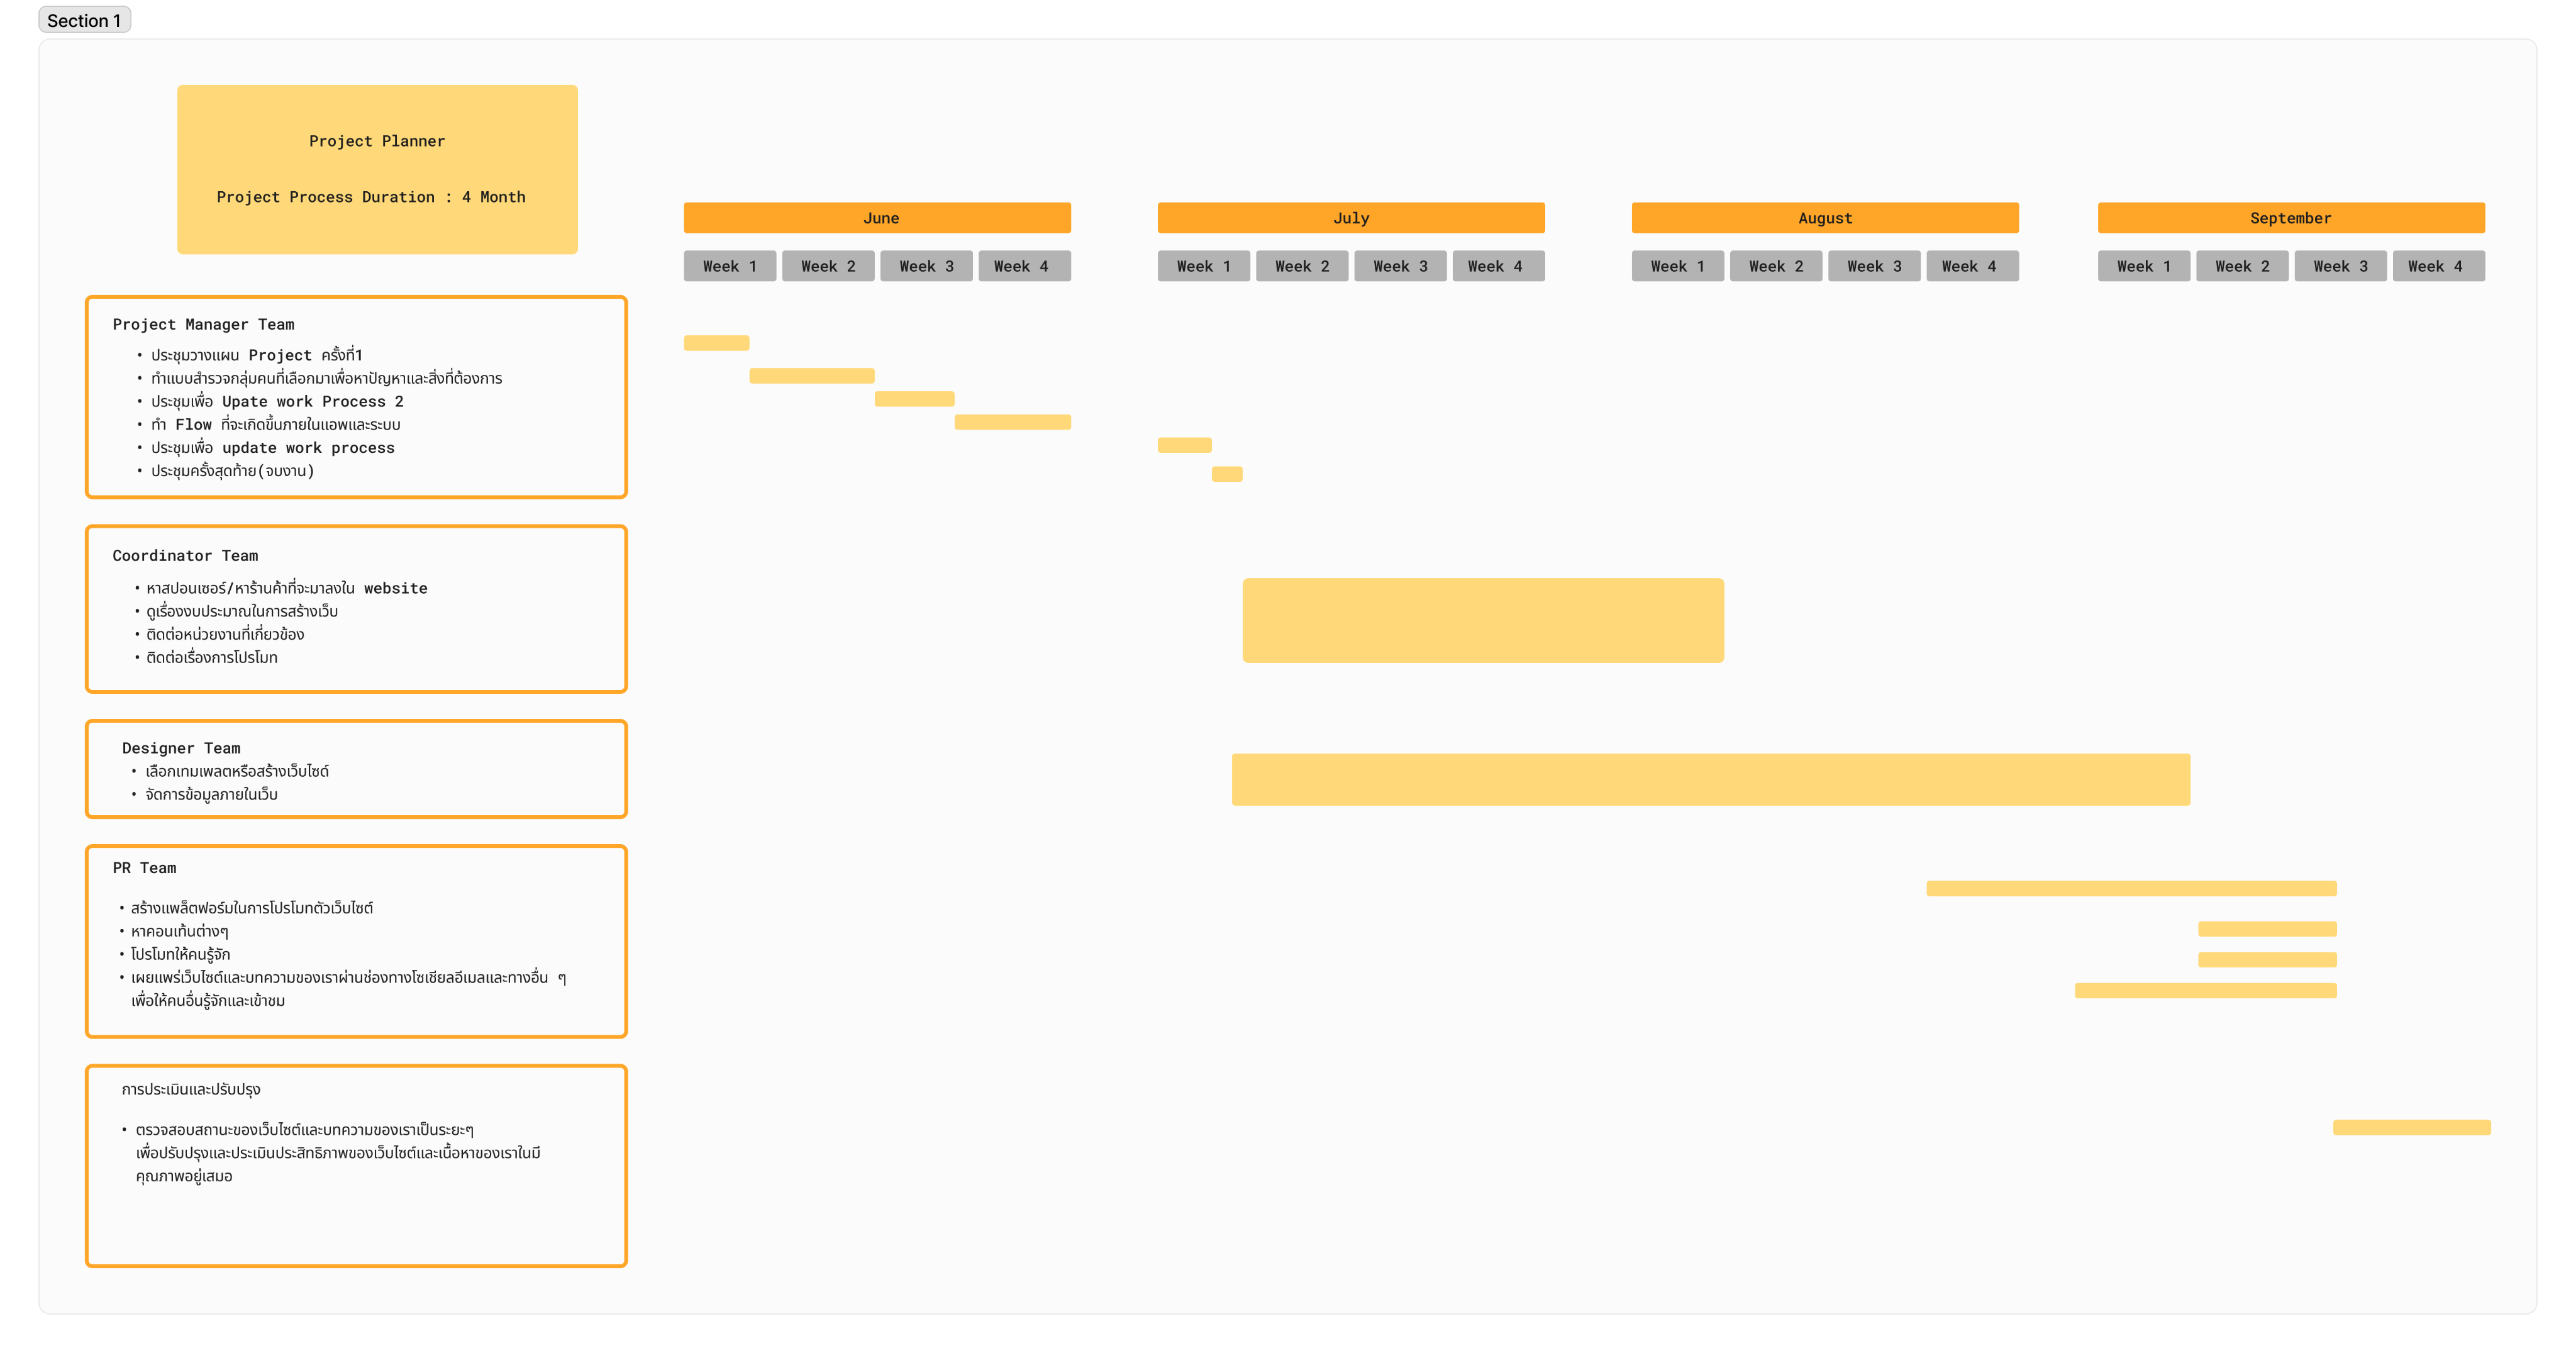 Section 1
Project Planner
Project Process Duration : 4 Month
June
July
August
September
Week 1 Week 2 Week 3 Week 4
Week 1 Week 2 Week 3 Week 4
Week 1 Week 2 Week 3 Week 4
Week 1 Week 2 Week 3 Week 4
Project Manager Team
• ประชุมวางแผน Project ครั้งที่1
• ทำแบบสำรวจกลุ่มคนที่เลือกมาเพื่อหาปัญหาและสิ่งที่ต้องการ
• ประชุมเพื่อ Upate work Process 2
• ทำ Flow ที่จะเกิดขึ้นภายในแอพและระบบ
• ประชุมเพื่อ update work process
• ประชุมครั้งสุดท้าย(จบงาน)
Coordinator Team
• หาสปอนเซอร์/หาร้านค้าที่จะมาลงใน website
• ดูเรื่องงบประมาณในการสร้างเว็บ
• ติดต่อหน่วยงานที่เกี่ยวข้อง
• ติดต่อเรื่องการโปรโมท
Designer Team
• เลือกเทมเพลตหรือสร้างเว็บไซด์
• จัดการข้อมูลภายในเว็บ
PR Team
• สร้างแพล็ตฟอร์มในการโปรโมทตัวเว็บไซต์
• หาคอนเท้นต่างๆ
• โปรโมทให้คนรู้จัก
• เผยแพร่เว็บไซต์และบทความของเราผ่านช่องทางโซเชียลอีเมลและทางอื่น ๆ
เพื่อให้คนอื่นรู้จักและเข้าชม
การประเมินและปรับปรุง
• ตรวจสอบสถานะของเว็บไซต์และบทความของเราเป็นระยะๆ
เพื่อปรับปรุงและประเมินประสิทธิภาพของเว็บไซต์และเนื้อหาของเราในมี
คุณภาพอยู่เสมอ